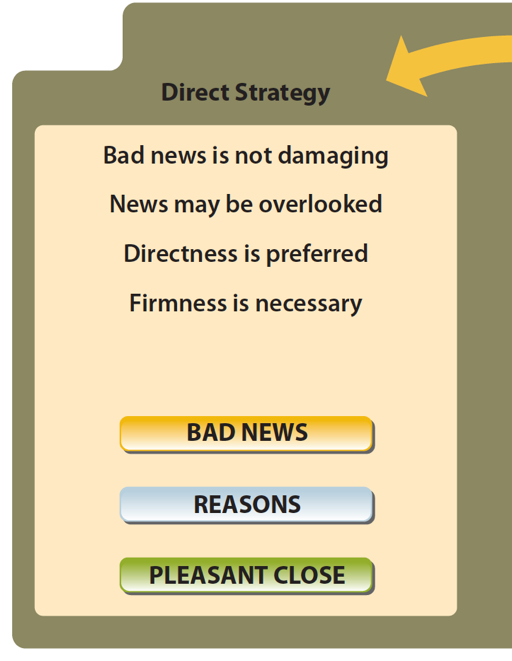 Direct Strategy
Bad news is not damaging
News may be overlooked
Directness is preferred
Firmness is necessary
BAD NEWS
REASONS
PLEASANT CLOSE